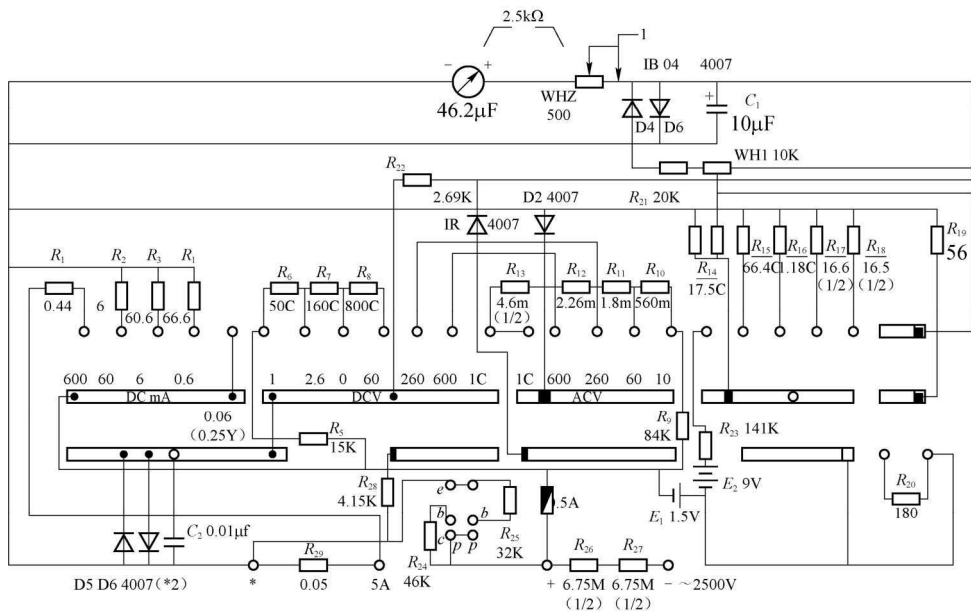 2.5kΩ
1
− + IB 04 4007
46.2μF WHZ 500 D4 D6 + C₁ 10μF
WH1 10K
R₂₂ 2.69K D2 4007 R₂₁ 20K
IR 4007
R₁ R₂ R₃ R₁ R₆ R₇ R₈ R₁₃ R₁₂ R₁₁ R₁₀ R₁₄ R₁₅ R₁₆ R₁₇ R₁₈ R₁₉
0.44 6 60.6 66.6 50C 160C 800C 4.6m 2.26m 1.8m 560m 17.5C 66.4C 1.18C 16.6 16.5 56
(1/2) (1/2) (1/2)
600 60 6 0.6 1 2.6 0 60 260 600 1C 1C 600 260 60 10
DC mA DCV ACV
0.06
(0.25Y)
R₅ 15K R₉ 84K R₂₃ 141K
R₂₈ 4.15K E₂ 9V R₂₀ 180
e b b c p p
0.5A E₁ 1.5V
C₂ 0.01μf R₂₅ 32K
R₂₉ R₂₄ 46K R₂₆ R₂₇
D5 D6 4007(*2) * 0.05 5A + 6.75M 6.75M − ～2500V
(1/2) (1/2)